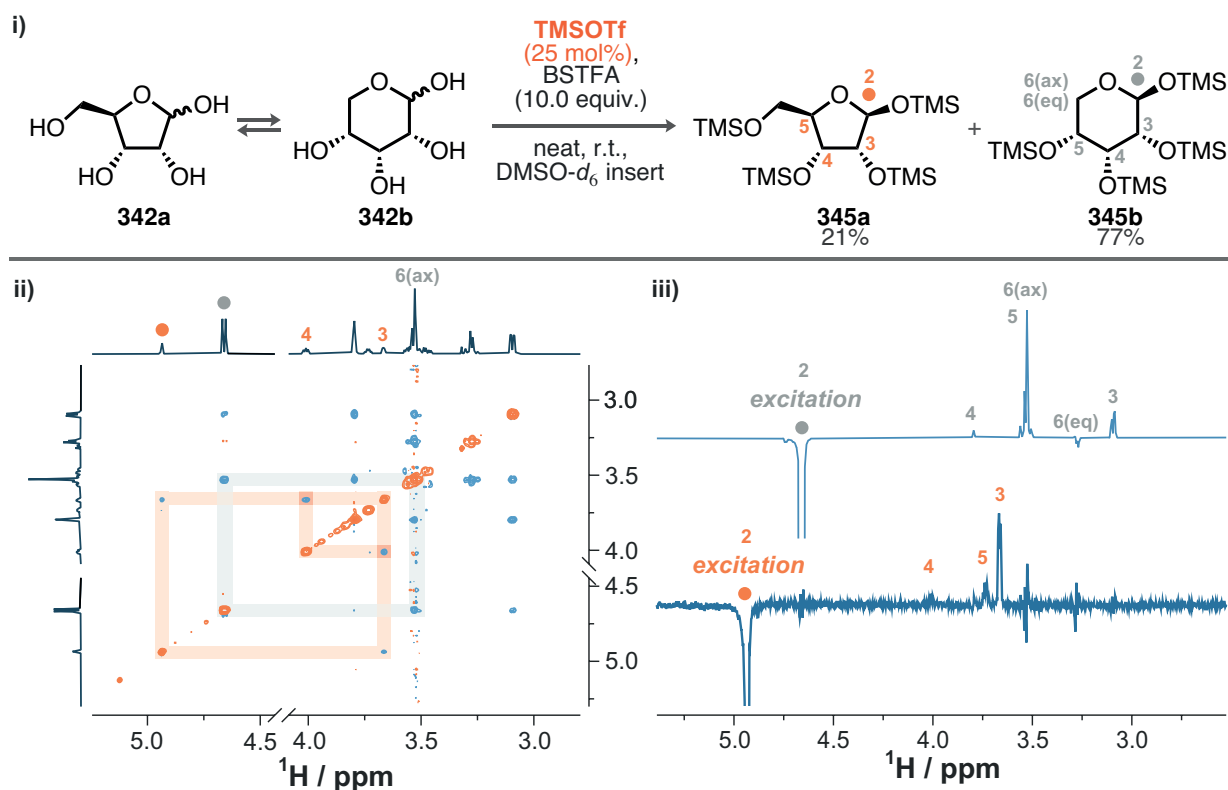 i)
HO
O
OH
HO
OH
342a
O
OH
HO
OH
OH
342b
TMSOTf
(25 mol%),
BSTFA
(10.0 equiv.)
neat, r.t.,
DMSO-d6 insert
2
O
OTMS
TMSO
5
3
4
TMSO
OTMS
345a
21%
+
2
6(ax)
6(eq)
O
OTMS
3
TMSO
5
4
OTMS
OTMS
345b
77%
ii)
6(ax)
4
3
3.0
3.5
4.0
4.5
5.0
5.0
4.5
4.0
3.5
3.0
1H / ppm
iii)
6(ax)
5
2
excitation
4
6(eq)
3
2
excitation
3
5
4
5.0
4.5
4.0
3.5
3.0
1H / ppm